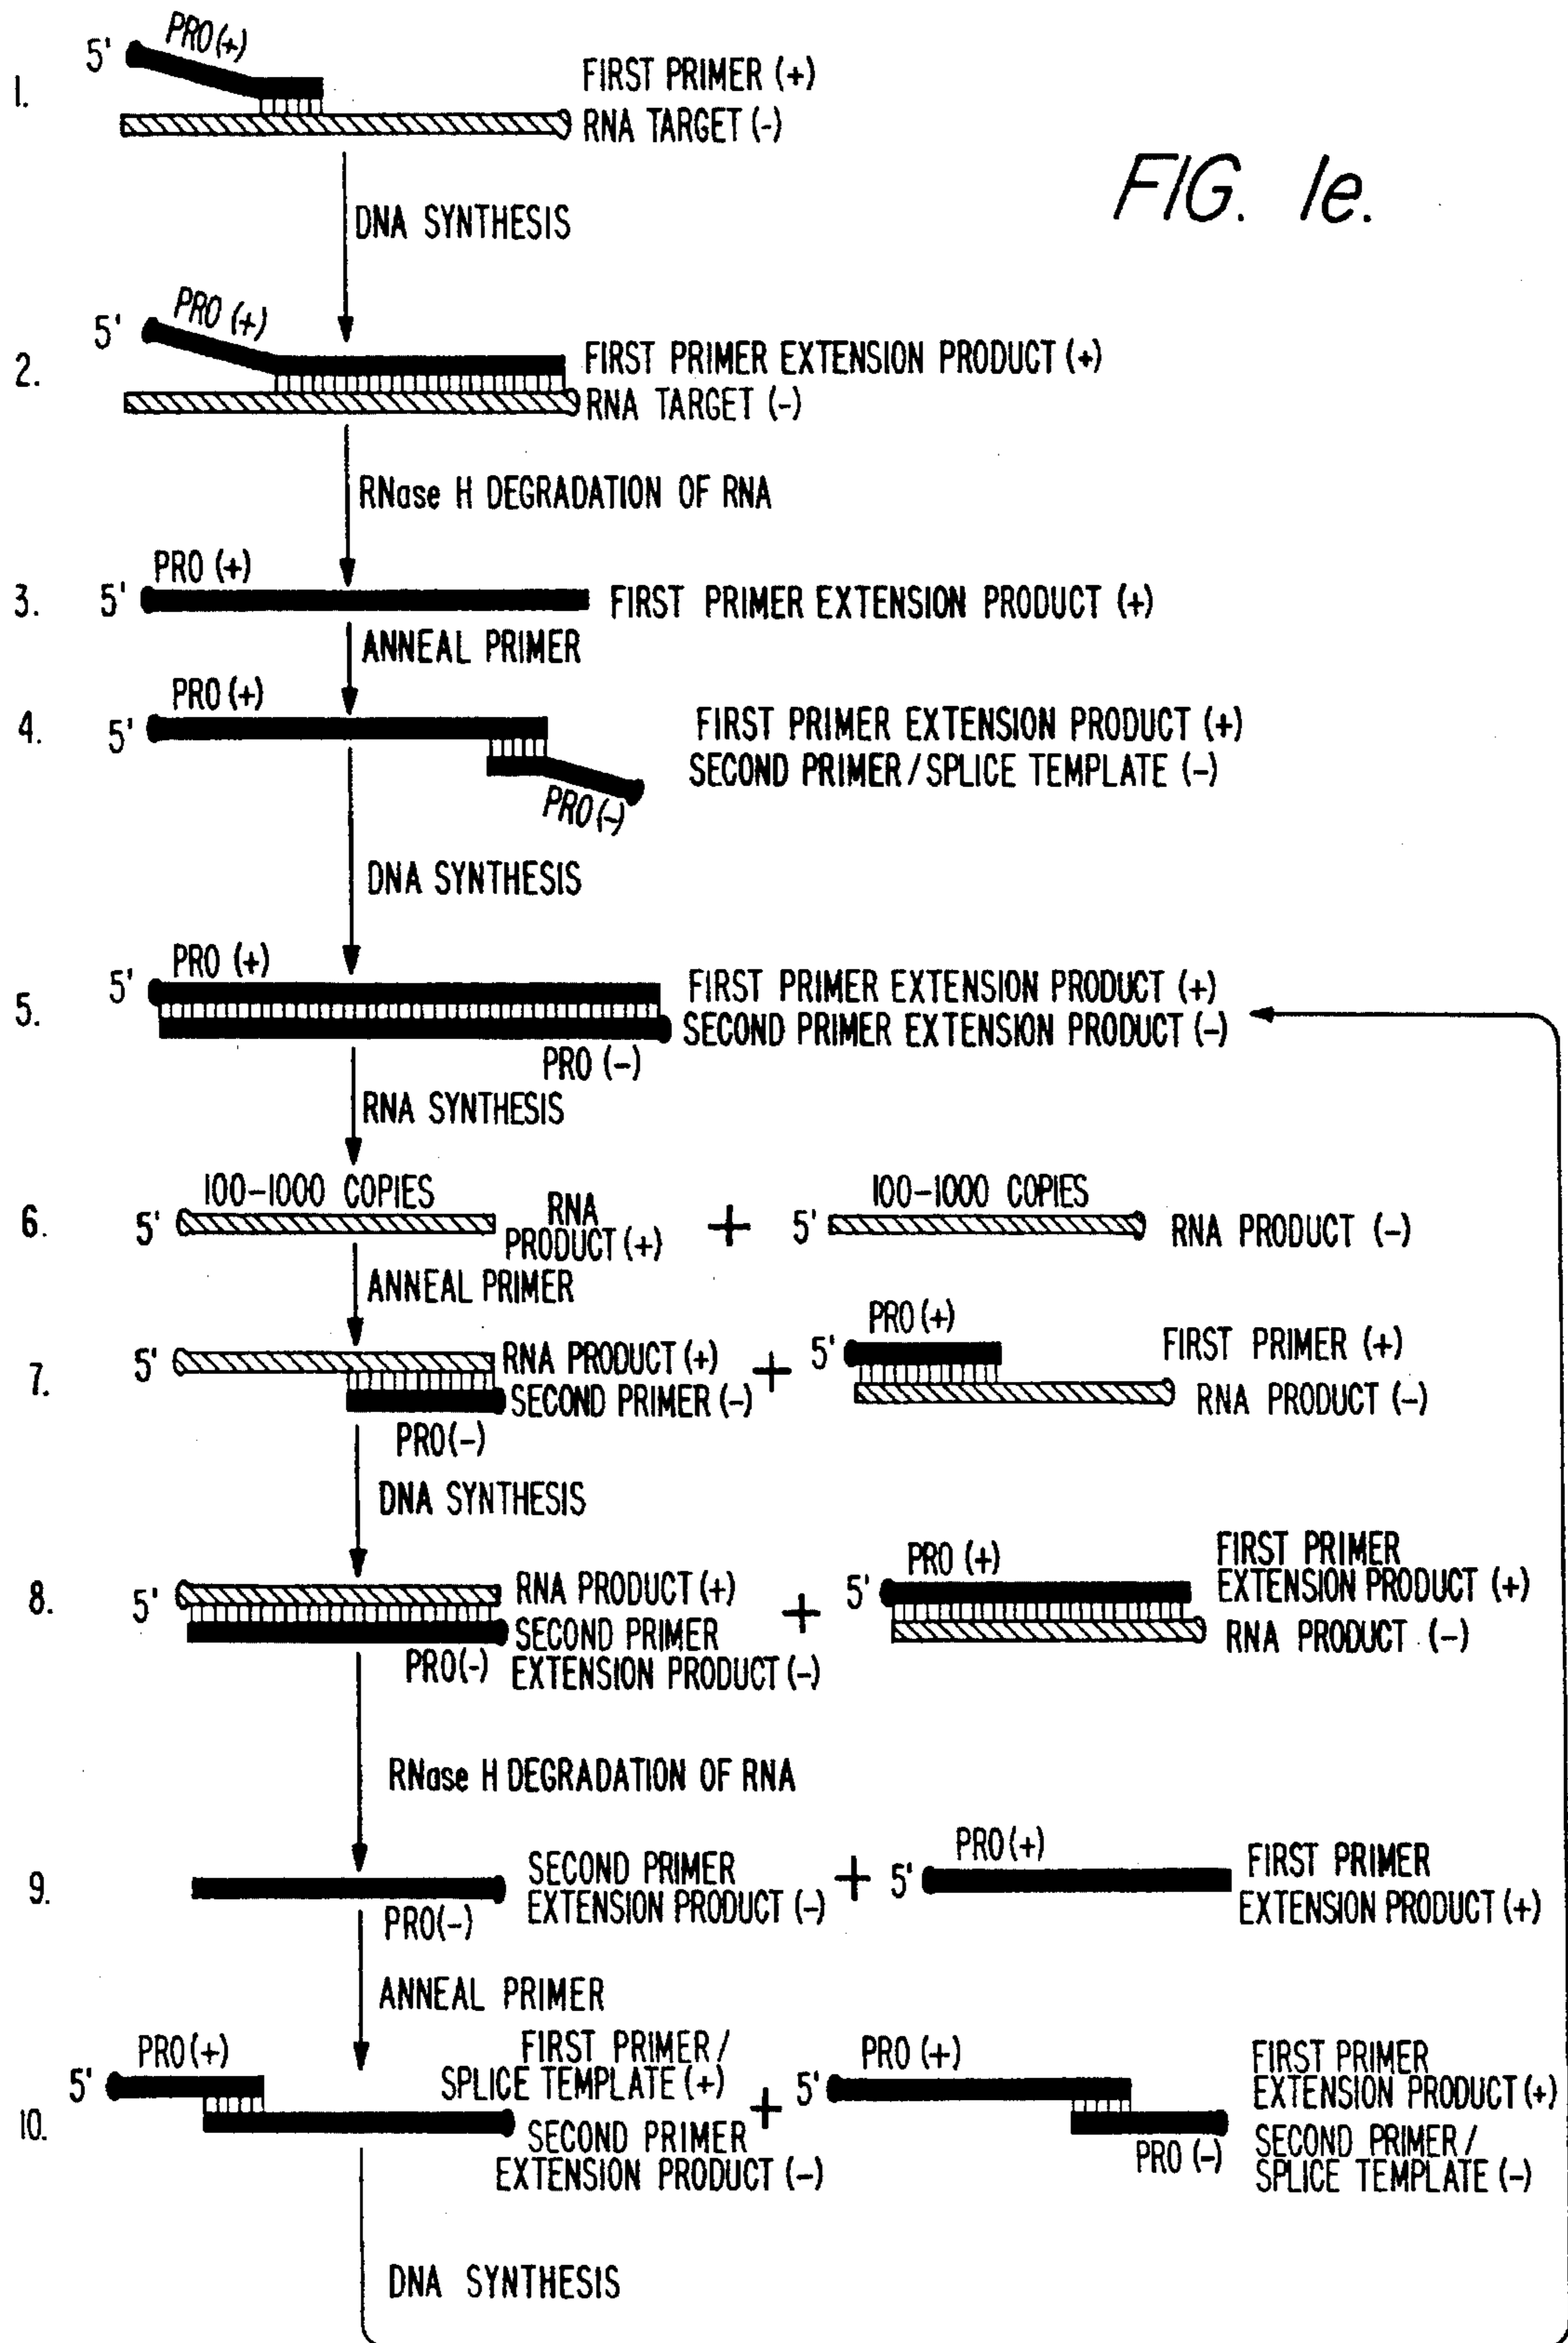 FIG. 1e.
1.
5'
PRO(+)
FIRST PRIMER (+)
RNA TARGET (-)
DNA SYNTHESIS
2.
5'
PRO (+)
FIRST PRIMER EXTENSION PRODUCT (+)
RNA TARGET (-)
RNase H DEGRADATION OF RNA
3.
5'
PRO (+)
FIRST PRIMER EXTENSION PRODUCT (+)
ANNEAL PRIMER
4.
5'
PRO (+)
FIRST PRIMER EXTENSION PRODUCT (+)
SECOND PRIMER/SPLICE TEMPLATE (-)
PRO(-)
DNA SYNTHESIS
5.
5'
PRO (+)
FIRST PRIMER EXTENSION PRODUCT (+)
SECOND PRIMER EXTENSION PRODUCT (-)
PRO (-)
RNA SYNTHESIS
6.
5'
100-1000 COPIES
RNA
PRODUCT (+)
+
5'
100-1000 COPIES
RNA PRODUCT (-)
ANNEAL PRIMER
7.
5'
RNA PRODUCT (+)
SECOND PRIMER (-)
PRO(-)
+
5'
PRO(+)
FIRST PRIMER (+)
RNA PRODUCT (-)
DNA SYNTHESIS
8.
5'
RNA PRODUCT (+)
SECOND PRIMER
EXTENSION PRODUCT (-)
PRO(-)
+
5'
PRO (+)
FIRST PRIMER
EXTENSION PRODUCT (+)
RNA PRODUCT (-)
RNase H DEGRADATION OF RNA
9.
SECOND PRIMER
EXTENSION PRODUCT (-)
PRO(-)
+
5'
PRO(+)
FIRST PRIMER
EXTENSION PRODUCT (+)
ANNEAL PRIMER
10.
5'
PRO(+)
FIRST PRIMER/
SPLICE TEMPLATE (+)
SECOND PRIMER
EXTENSION PRODUCT (-)
+
5'
PRO (+)
FIRST PRIMER
EXTENSION PRODUCT (+)
PRO (-)
SECOND PRIMER/
SPLICE TEMPLATE (-)
DNA SYNTHESIS